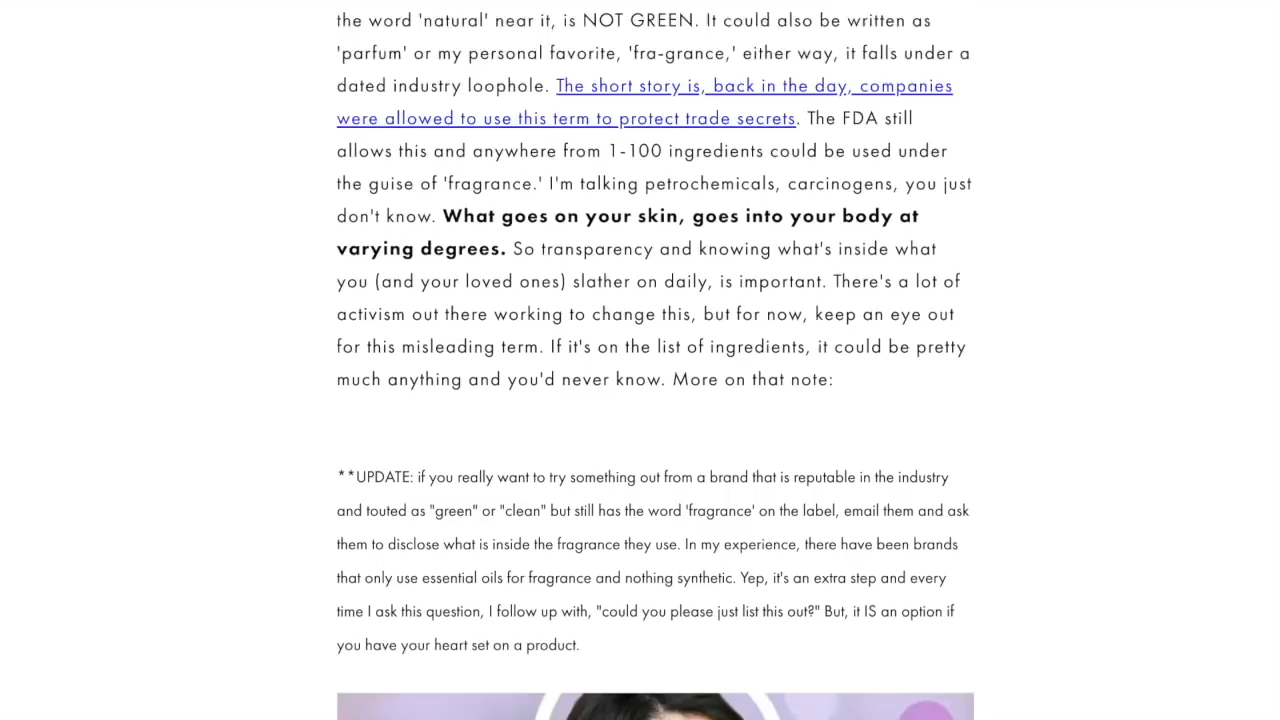 the word 'natural' near it, is NOT GREEN. It could also be written as
'parfum' or my personal favorite, 'fra-grance,' either way, it falls under a
dated industry loophole. The short story is, back in the day, companies
were allowed to use this term to protect trade secrets. The FDA still
allows this and anywhere from 1-100 ingredients could be used under
the guise of 'fragrance.' I'm talking petrochemicals, carcinogens, you just
don't know. What goes on your skin, goes into your body at
varying degrees. So transparency and knowing what's inside what
you (and your loved ones) slather on daily, is important. There's a lot of
activism out there working to change this, but for now, keep an eye out
for this misleading term. If it's on the list of ingredients, it could be pretty
much anything and you'd never know. More on that note:
**UPDATE: if you really want to try something out from a brand that is reputable in the industry
and touted as "green" or "clean" but still has the word 'fragrance' on the label, email them and ask
them to disclose what is inside the fragrance they use. In my experience, there have been brands
that only use essential oils for fragrance and nothing synthetic. Yep, it's an extra step and every
time I ask this question, I follow up with, "could you please just list this out?" But, it IS an option if
you have your heart set on a product.